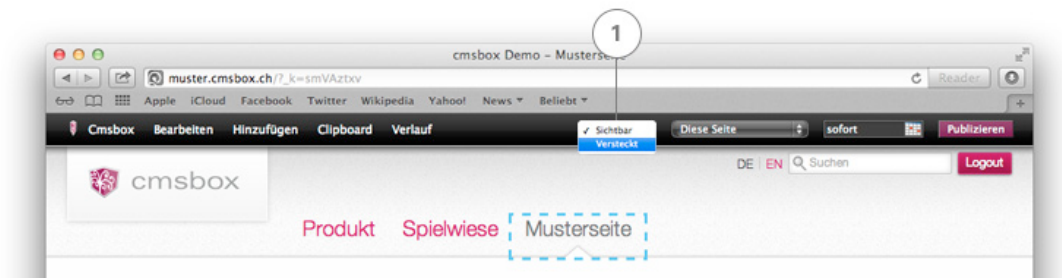 1
cmsbox Demo – Musterseite
muster.cmsbox.ch/?_k=smVAztxv
Reader
Apple iCloud Facebook Twitter Wikipedia Yahoo! News Beliebt
Cmsbox Bearbeiten Hinzufügen Clipboard Verlauf ✓ Sichtbar Diese Seite sofort Publizieren
Versteckt
DE EN Suchen Logout
cmsbox
Produkt Spielwiese Musterseite